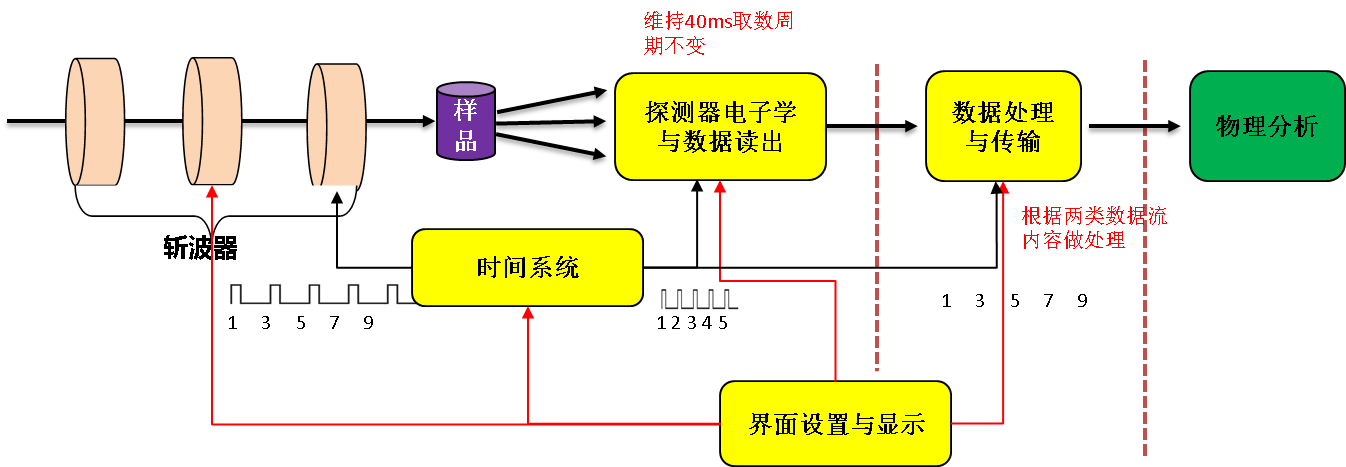 维持40ms取数周
期不变
样
品
探测器电子学
与数据读出
数据处理
与传输
物理分析
根据两类数据流
内容做处理
斩波器
时间系统
1 3 5 7 9
1 2 3 4 5
1 3 5 7 9
界面设置与显示